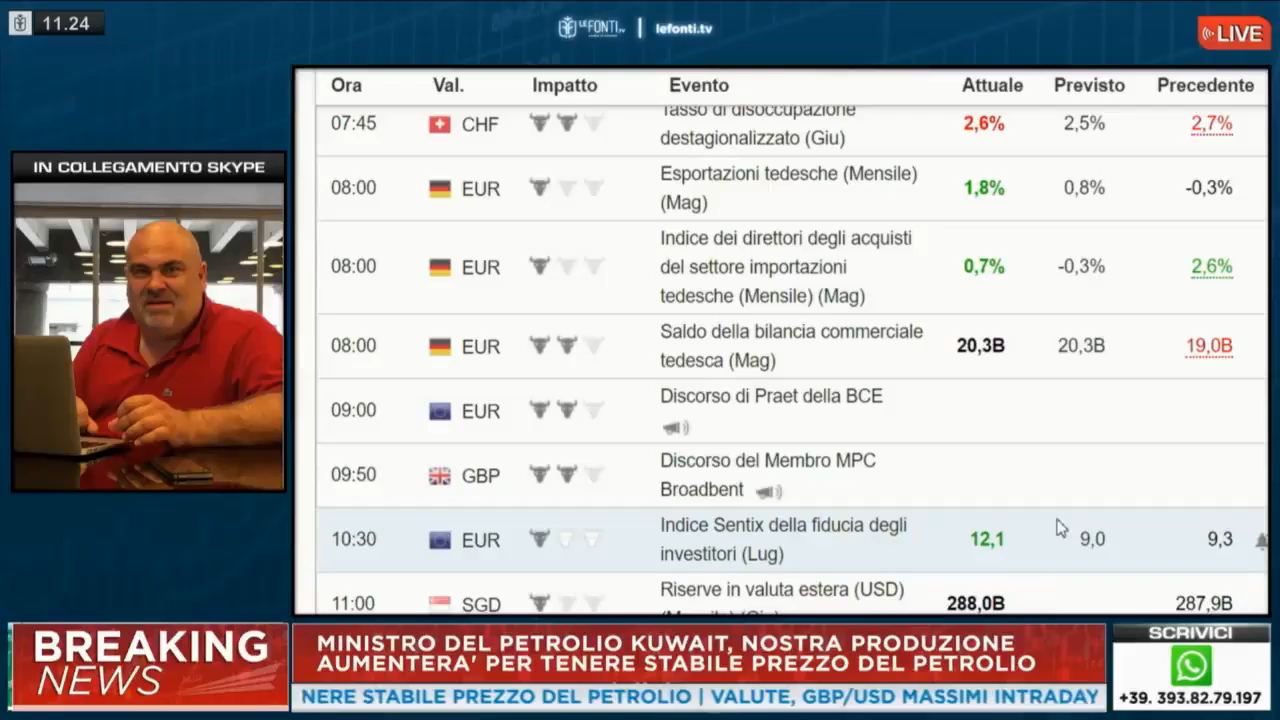 11.24
LE FONTI.TV
lefonti.tv
LIVE
IN COLLEGAMENTO SKYPE
Ora Val. Impatto Evento Attuale Previsto Precedente
07:45 CHF Tasso di disoccupazione
destagionalizzato (Giu) 2,6% 2,5% 2,7%
08:00 EUR Esportazioni tedesche (Mensile)
(Mag) 1,8% 0,8% -0,3%
08:00 EUR Indice dei direttori degli acquisti
del settore importazioni
tedesche (Mensile) (Mag) 0,7% -0,3% 2,6%
08:00 EUR Saldo della bilancia commerciale
tedesca (Mag) 20,3B 20,3B 19,0B
09:00 EUR Discorso di Praet della BCE
09:50 GBP Discorso del Membro MPC
Broadbent
10:30 EUR Indice Sentix della fiducia degli
investitori (Lug) 12,1 9,0 9,3
11:00 SGD Riserve in valuta estera (USD)
288,0B 287,9B
BREAKING
NEWS
MINISTRO DEL PETROLIO KUWAIT, NOSTRA PRODUZIONE
AUMENTERA' PER TENERE STABILE PREZZO DEL PETROLIO
NERE STABILE PREZZO DEL PETROLIO | VALUTE, GBP/USD MASSIMI INTRADAY
SCRIVICI
+39. 393.82.79.197